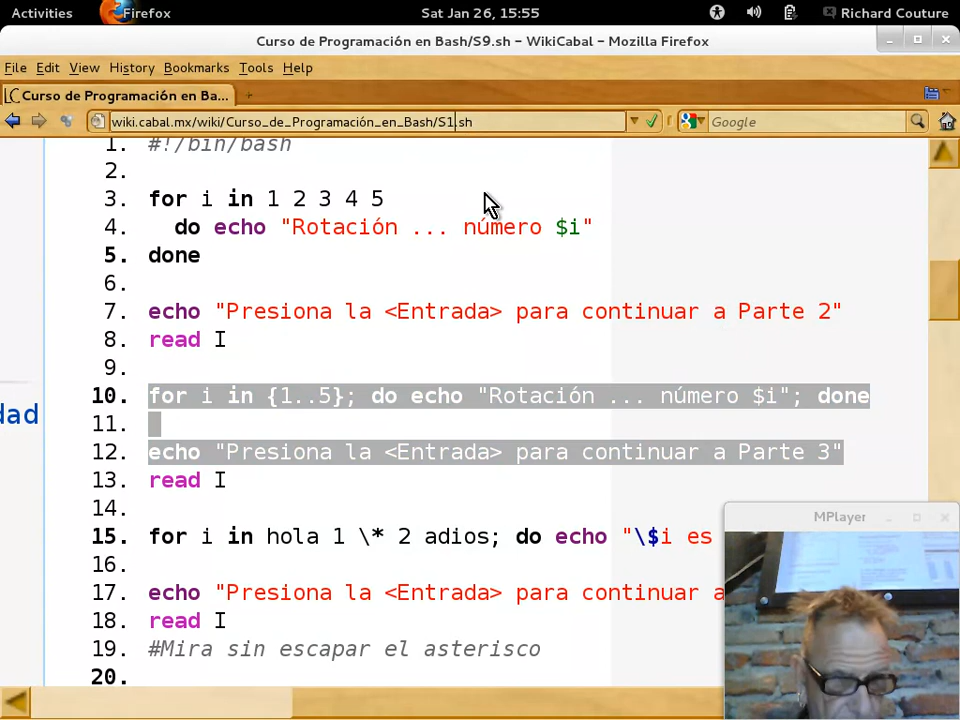 Activities Firefox Sat Jan 26, 15:55 Richard Couture
Curso de Programación en Bash/S9.sh – WikiCabal – Mozilla Firefox
File Edit View History Bookmarks Tools Help
Curso de Programación en Ba...
wiki.cabal.mx/wiki/Curso_de_Programación_en_Bash/S1.sh Google
1. #!/bin/bash
2.
3. for i in 1 2 3 4 5
4. do echo "Rotación ... número $i"
5. done
6.
7. echo "Presiona la <Entrada> para continuar a Parte 2"
8. read I
9.
10. for i in {1..5}; do echo "Rotación ... número $i"; done
dad
11.
12. echo "Presiona la <Entrada> para continuar a Parte 3"
13. read I
14.
MPlayer
15. for i in hola 1 \* 2 adios; do echo "\$i es
16.
17. echo "Presiona la <Entrada> para continuar a
18. read I
19. #Mira sin escapar el asterisco
20.